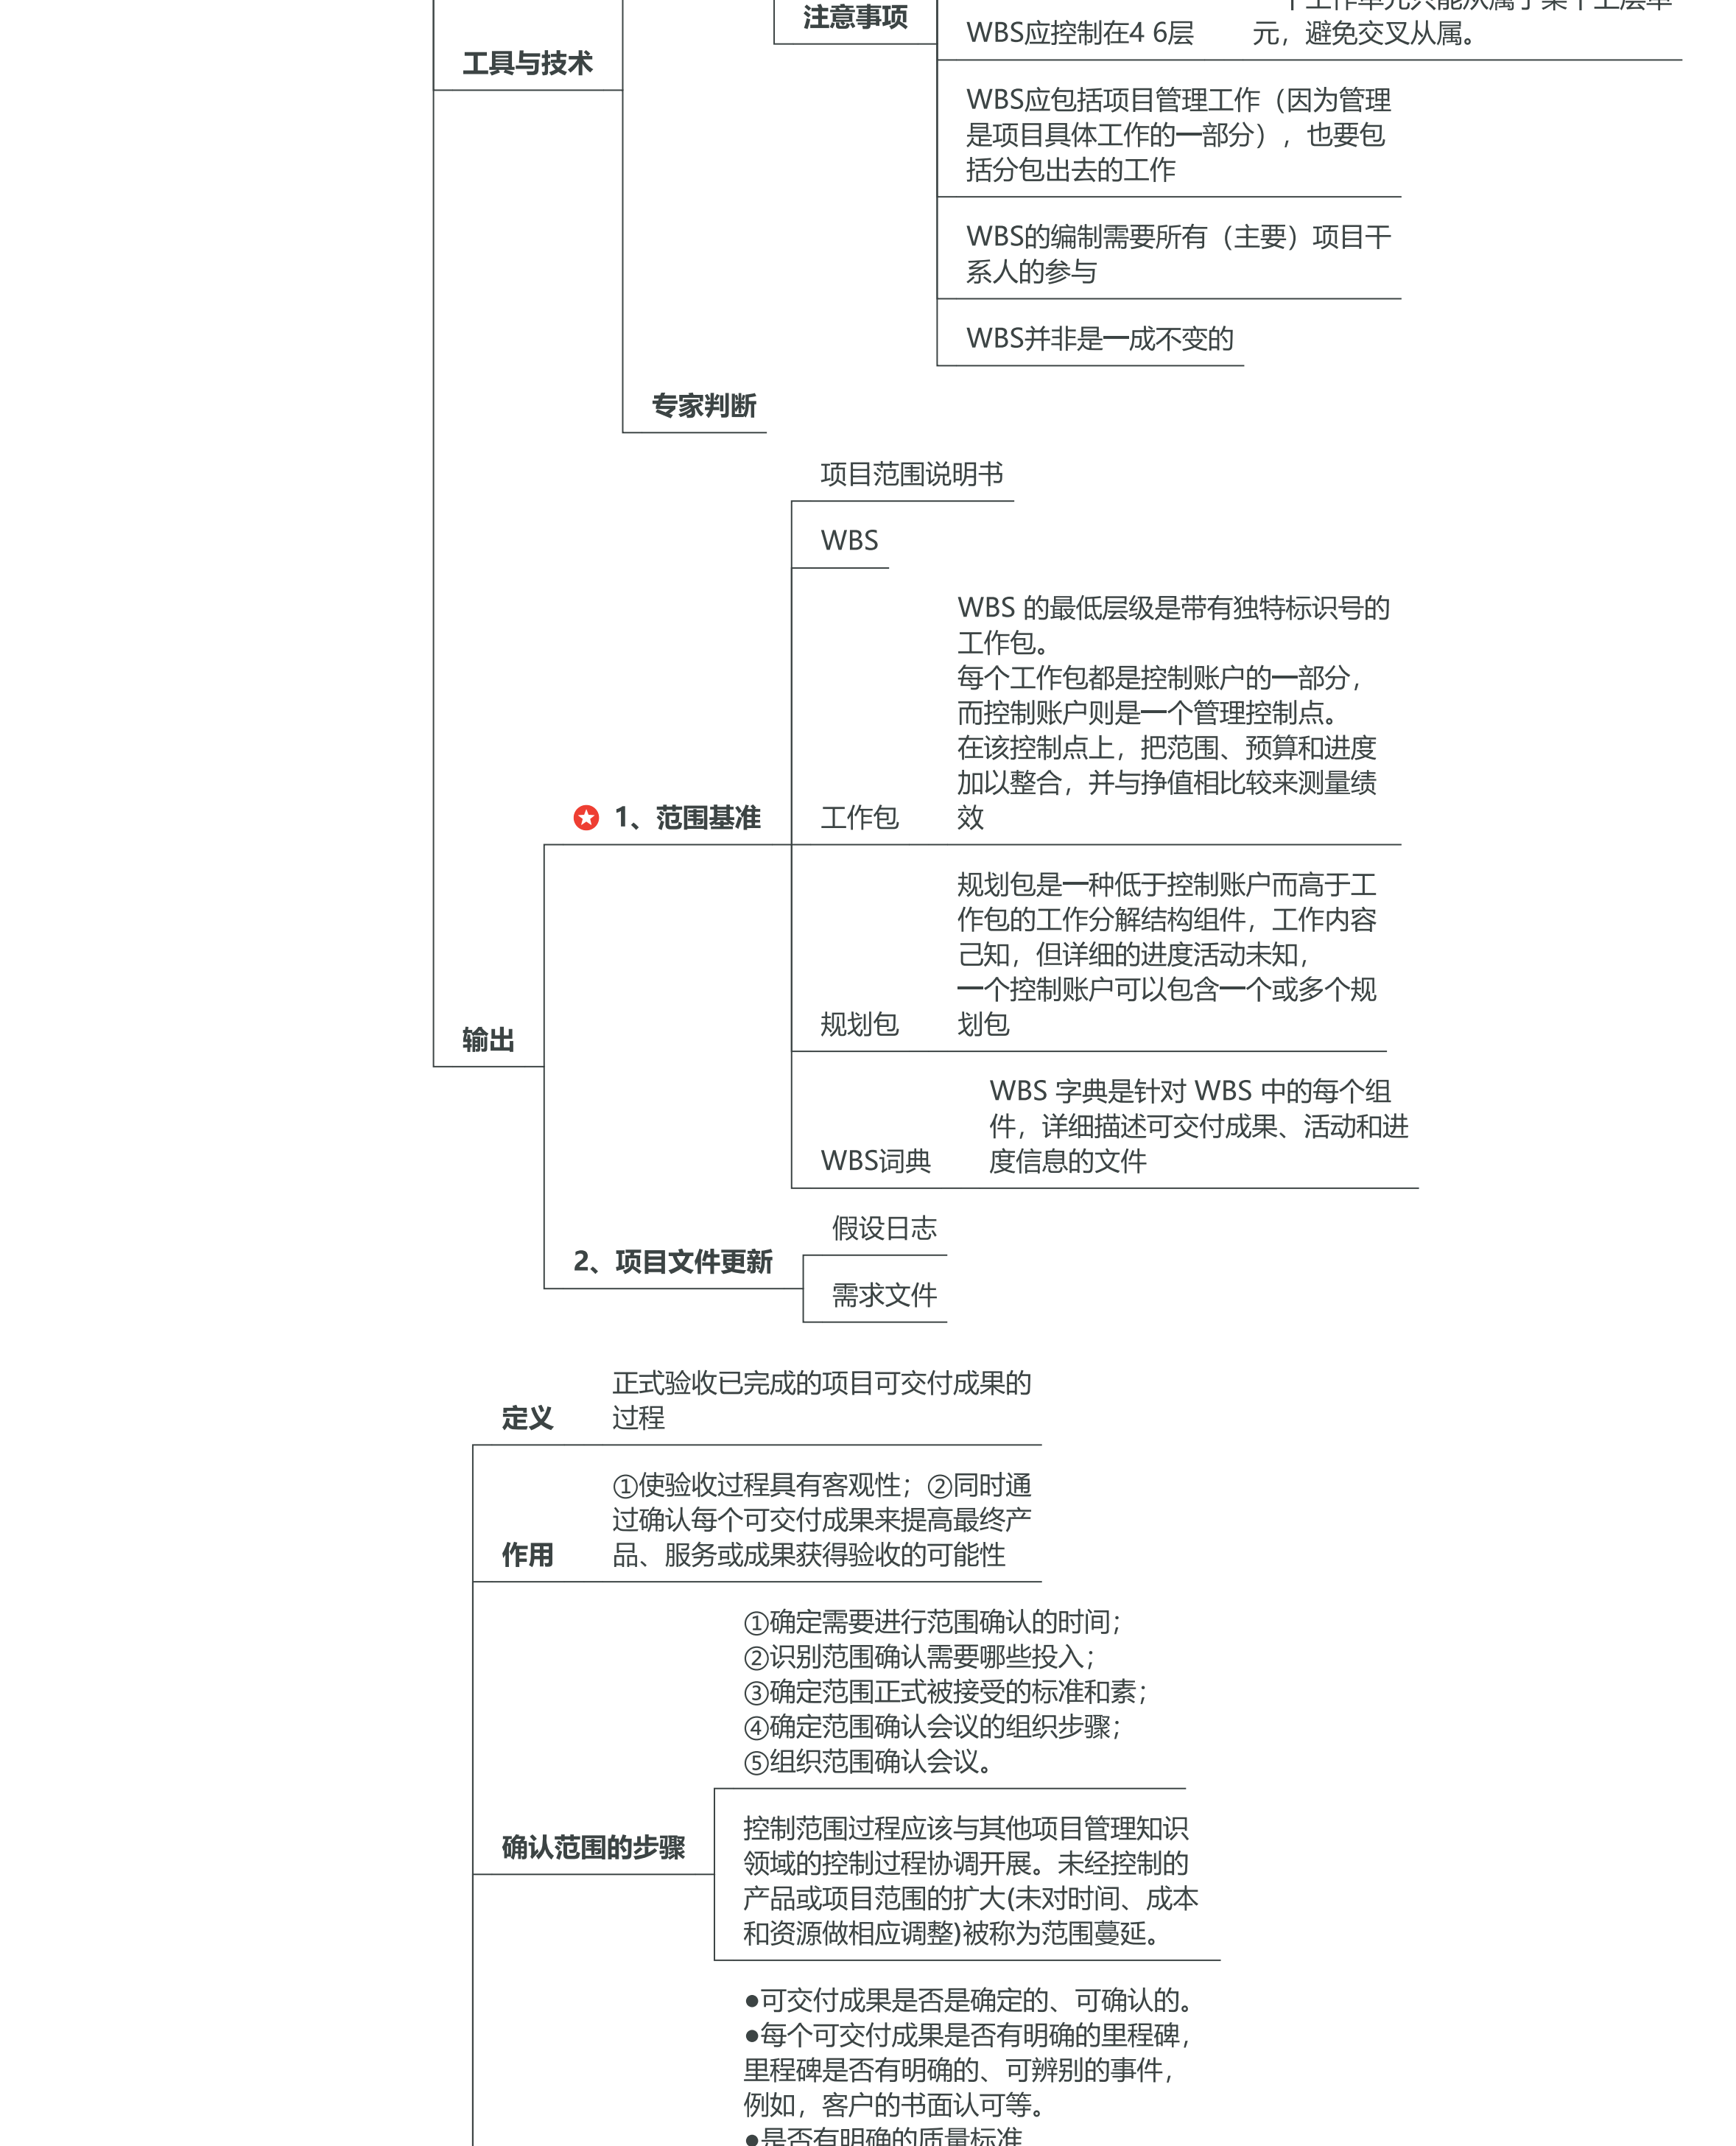 注意事项
WBS应控制在4 6层
元，避免交叉从属。
工具与技术
WBS应包括项目管理工作（因为管理
是项目具体工作的一部分），也要包
括分包出去的工作
WBS的编制需要所有（主要）项目干
系人的参与
WBS并非是一成不变的
专家判断
项目范围说明书
WBS
WBS 的最低层级是带有独特标识号的
工作包。
每个工作包都是控制账户的一部分，
而控制账户则是一个管理控制点。
在该控制点上，把范围、预算和进度
加以整合，并与挣值相比较来测量绩
效
1、范围基准
工作包
规划包是一种低于控制账户而高于工
作包的工作分解结构组件，工作内容
己知，但详细的进度活动未知，
一个控制账户可以包含一个或多个规
划包
规划包
输出
WBS 字典是针对 WBS 中的每个组
件，详细描述可交付成果、活动和进
度信息的文件
WBS词典
假设日志
2、项目文件更新
需求文件
正式验收已完成的项目可交付成果的
过程
定义
①使验收过程具有客观性；②同时通
过确认每个可交付成果来提高最终产
品、服务或成果获得验收的可能性
作用
①确定需要进行范围确认的时间；
②识别范围确认需要哪些投入；
③确定范围正式被接受的标准和素；
④确定范围确认会议的组织步骤；
⑤组织范围确认会议。
确认范围的步骤
控制范围过程应该与其他项目管理知识
领域的控制过程协调开展。未经控制的
产品或项目范围的扩大(未对时间、成本
和资源做相应调整)被称为范围蔓延。
●可交付成果是否是确定的、可确认的。
●每个可交付成果是否有明确的里程碑，
里程碑是否有明确的、可辨别的事件，
例如，客户的书面认可等。
●是否有明确的质量标准